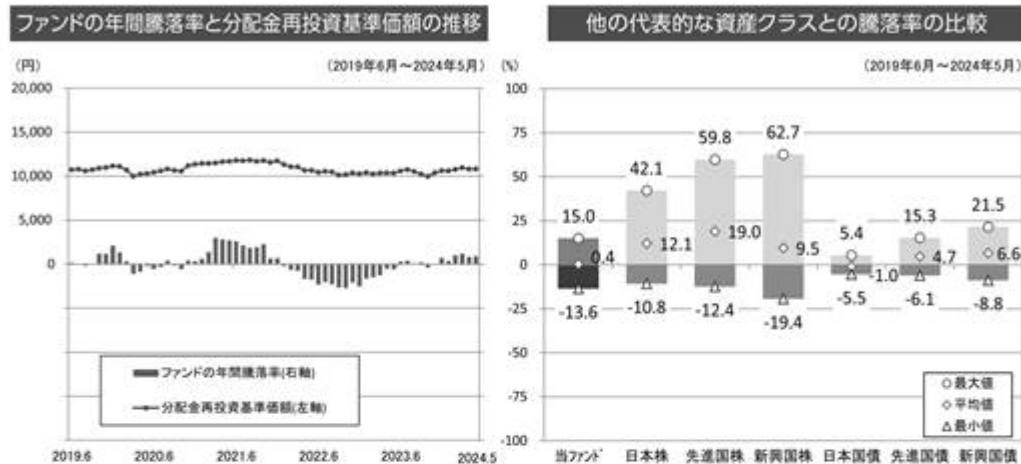 ファンドの年間騰落率と分配金再投資基準価額の推移
(円)
(2019年6月～2024年5月)
20,000
15,000
10,000
5,000
0
ファンドの年間騰落率(右軸)
分配金再投資基準価額(左軸)
2019.6 2020.6 2021.6 2022.6 2023.6 2024.5
他の代表的な資産クラスとの騰落率の比較
(%)
(2019年6月～2024年5月)
100
75
50
25
0
-25
-50
-75
-100
15.0 42.1 59.8 62.7 5.4 15.3 21.5
0.4 12.1 19.0 9.5 -1.0 4.7 6.6
-13.6 -10.8 -12.4 -19.4 -5.5 -6.1 -8.8
最大値
平均値
最小値
当ファンド 日本株 先進国株 新興国株 日本国債 先進国債 新興国債